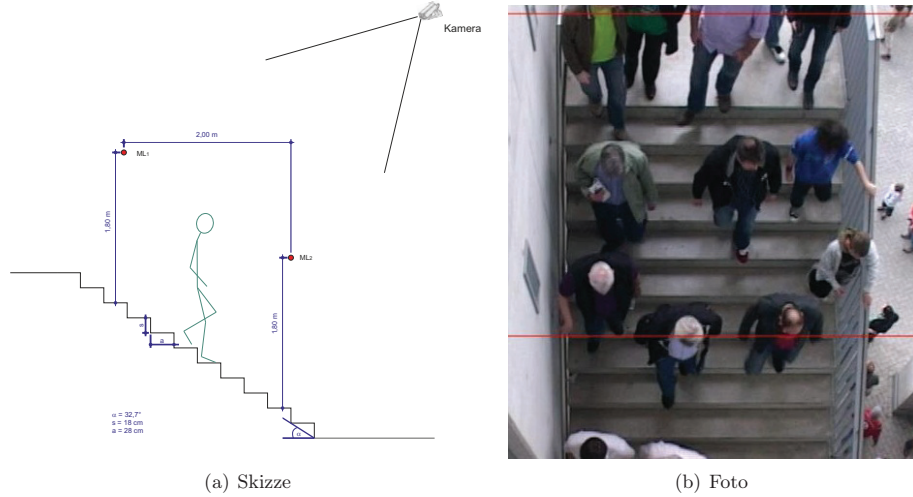 Kamera
2,00 m
ML1
1,80 m
ML2
1,80 m
s
a
α = 32,7°
s = 18 cm
a = 28 cm
α
(a) Skizze
(b) Foto